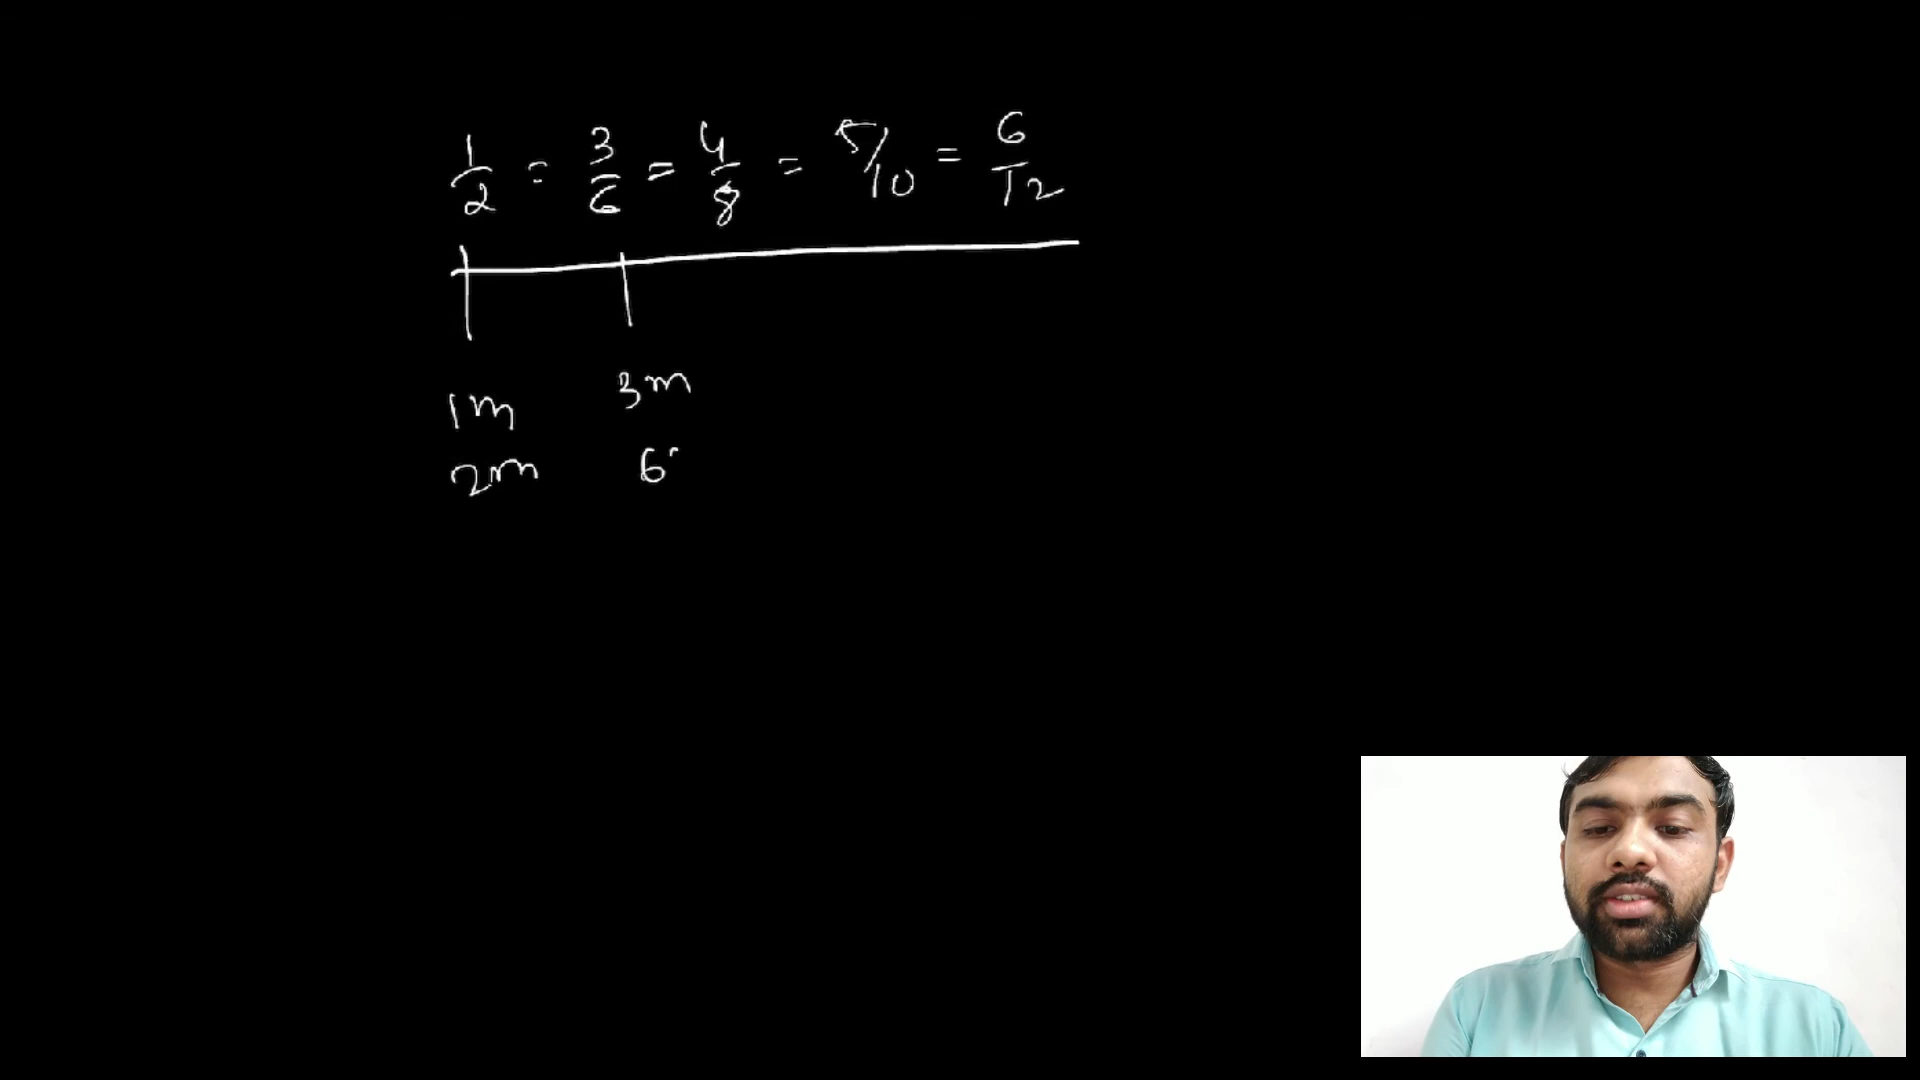 1/2 = 3/6 = 4/8 = 5/10 = 6/12
1m 3m
2m 6